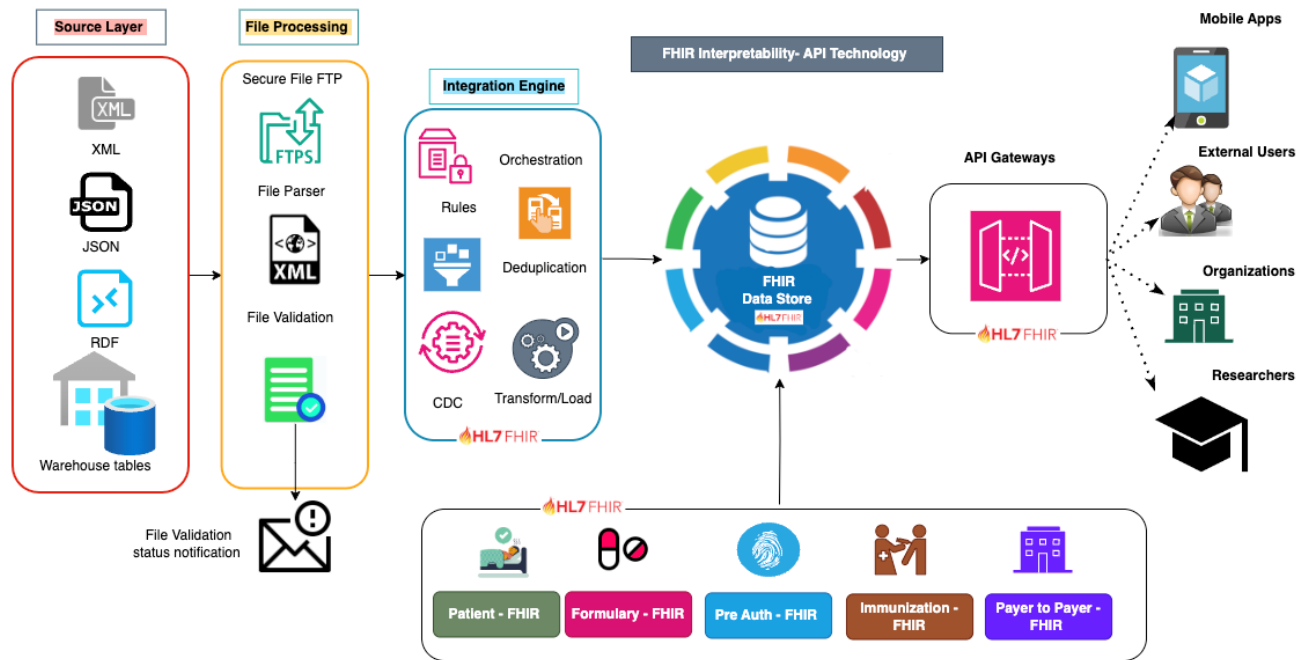 Source Layer
XML
XML
JSON
JSON
RDF
Warehouse tables
File Processing
Secure File FTP
FTPS
File Parser
XML
File Validation
File Validation
status notification
Integration Engine
Orchestration
Rules
Deduplication
CDC
Transform/Load
HL7 FHIR
FHIR Interpretability- API Technology
FHIR
Data Store
HL7 FHIR
API Gateways
</>
HL7 FHIR
Mobile Apps
External Users
Organizations
Researchers
HL7 FHIR
Patient - FHIR
Formulary - FHIR
Pre Auth - FHIR
Immunization -
FHIR
Payer to Payer -
FHIR